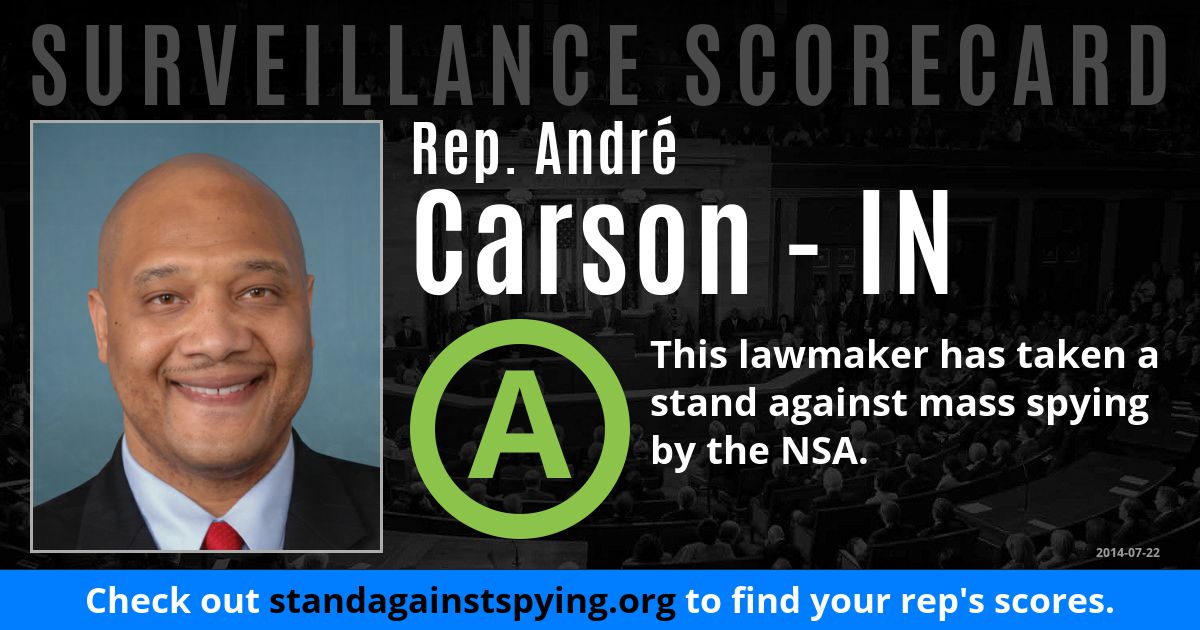 SURVEILLANCE SCORECARD
Rep. André
Carson - IN
A
This lawmaker has taken a
stand against mass spying
by the NSA.
2014-07-22
Check out standagainstspying.org to find your rep's scores.